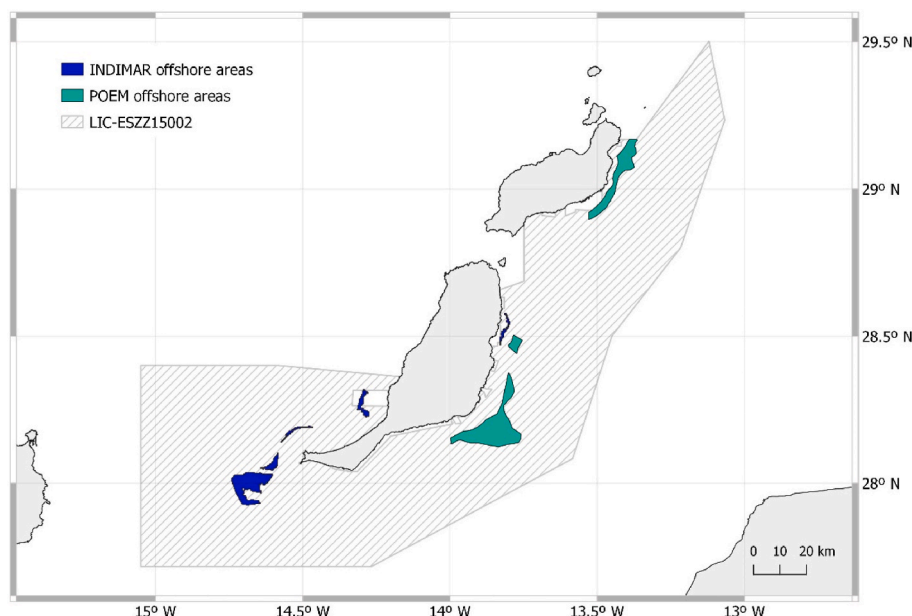 INDIMAR offshore areas
POEM offshore areas
LIC-ESZZ15002
29.5º N
29º N
28.5º N
28º N
0 10 20 km
15º W 14.5º W 14º W 13.5º W 13º W